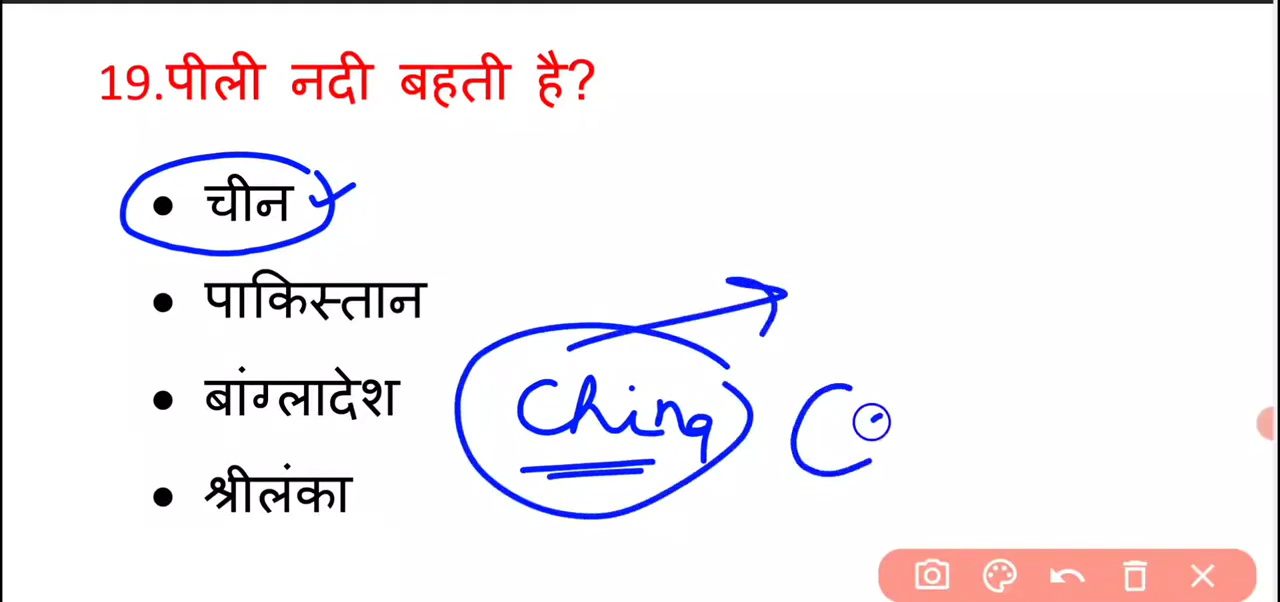 19.पीली नदी बहती है?
• चीन
• पाकिस्तान
• बांग्लादेश
China
• श्रीलंका